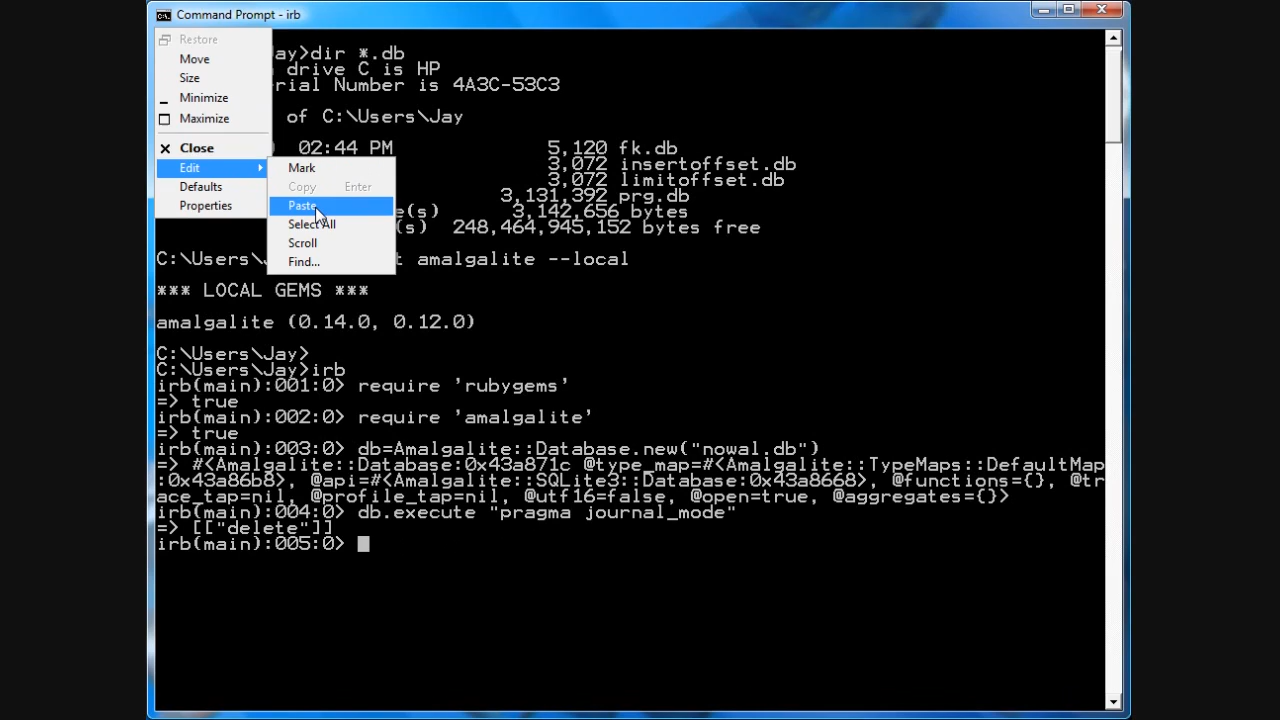 Command Prompt - irb
Restore
Move
Size
Minimize
Maximize
Close
Edit
Defaults
Properties
Mark
Copy Enter
Paste
Select All
Scroll
Find...
ay>dir *.db
drive C is HP
rial Number is 4A3C-53C3
of C:\Users\Jay
02:44 PM 5,120 fk.db
3,072 insertoffset.db
3,072 limitoffset.db
3,131,392 prg.db
e(s) 3,142,656 bytes
(s) 248,464,945,152 bytes free
C:\Users\ t amalgalite --local
*** LOCAL GEMS ***
amalgalite (0.14.0, 0.12.0)
C:\Users\Jay>
C:\Users\Jay>irb
irb(main):001:0> require 'rubygems'
=> true
irb(main):002:0> require 'amalgalite'
=> true
irb(main):003:0> db=Amalgalite::Database.new("nowal.db")
=> #<Amalgalite::Database:0x43a871c @type_map=#<Amalgalite::TypeMaps::DefaultMap
:0x43a86b8>, @api=#<Amalgalite::SQLite3::Database:0x43a8668>, @functions={}, @tr
ace_tap=nil, @profile_tap=nil, @utf16=false, @open=true, @aggregates={}>
irb(main):004:0> db.execute "pragma journal_mode"
=> [["delete"]]
irb(main):005:0>